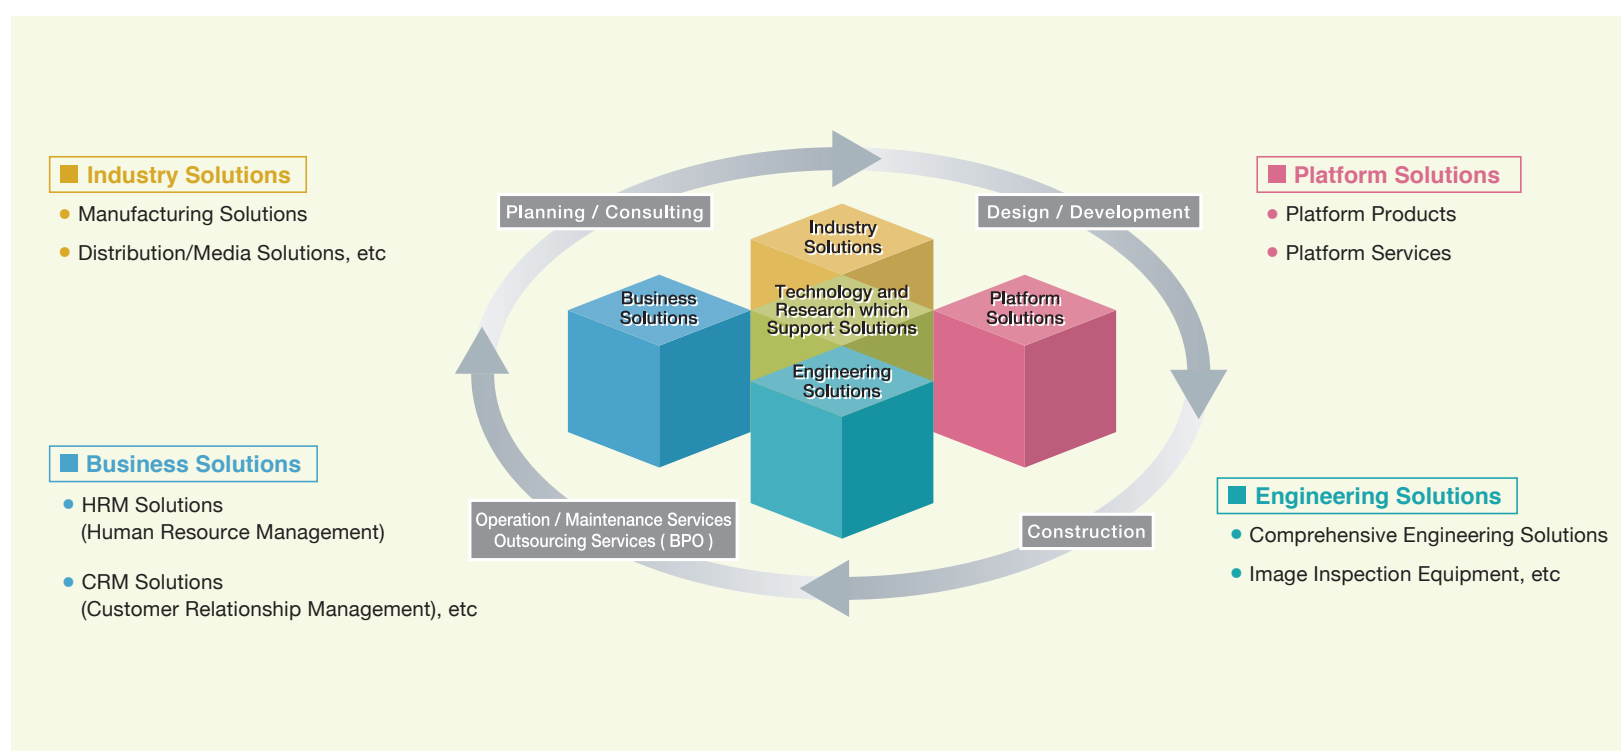 Industry Solutions
Manufacturing Solutions
Distribution/Media Solutions, etc
Business Solutions
HRM Solutions
(Human Resource Management)
CRM Solutions
(Customer Relationship Management), etc
Planning / Consulting
Design / Development
Industry
Solutions
Business
Solutions
Technology and
Research which
Support Solutions
Platform
Solutions
Engineering
Solutions
Operation / Maintenance Services
Outsourcing Services ( BPO )
Construction
Platform Solutions
Platform Products
Platform Services
Engineering Solutions
Comprehensive Engineering Solutions
Image Inspection Equipment, etc